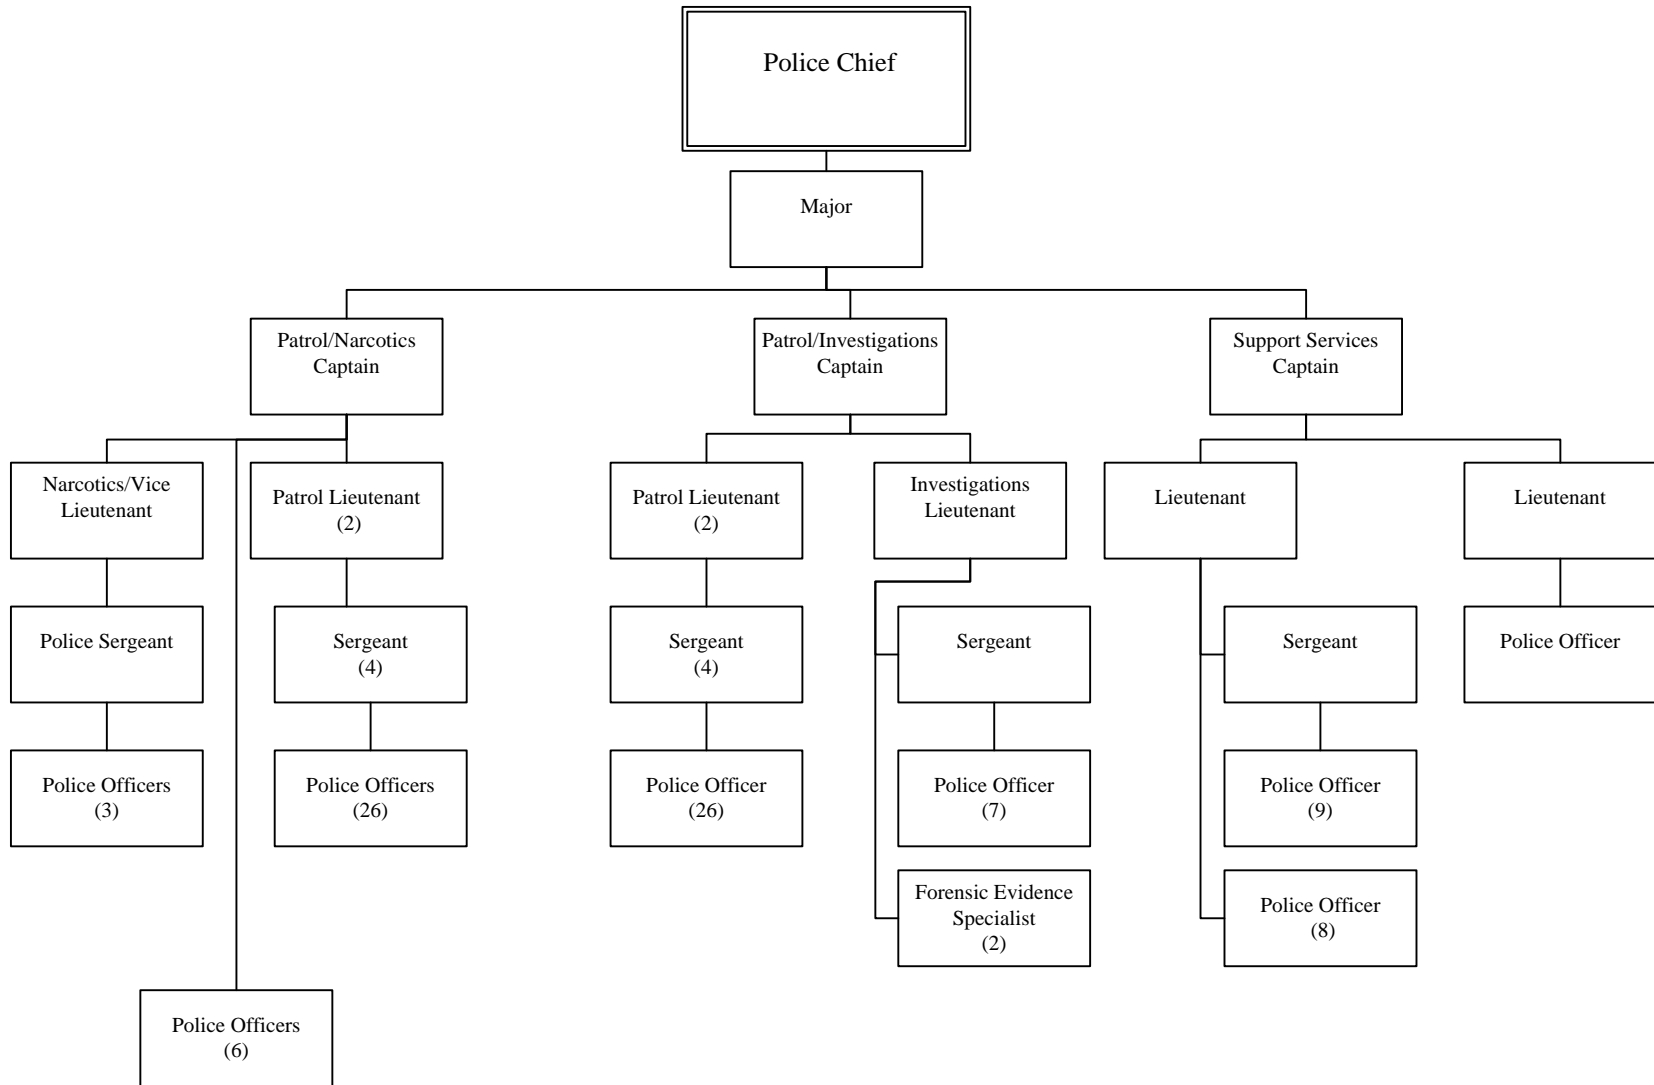 Police Chief
Major
Patrol/Narcotics
Captain
Patrol/Investigations
Captain
Support Services
Captain
Narcotics/Vice
Lieutenant
Patrol Lieutenant
(2)
Patrol Lieutenant
(2)
Investigations
Lieutenant
Lieutenant
Lieutenant
Police Sergeant
Sergeant
(4)
Sergeant
(4)
Sergeant
Sergeant
Police Officer
Police Officers
(3)
Police Officers
(26)
Police Officer
(26)
Police Officer
(7)
Police Officer
(9)
Forensic Evidence
Specialist
(2)
Police Officer
(8)
Police Officers
(6)